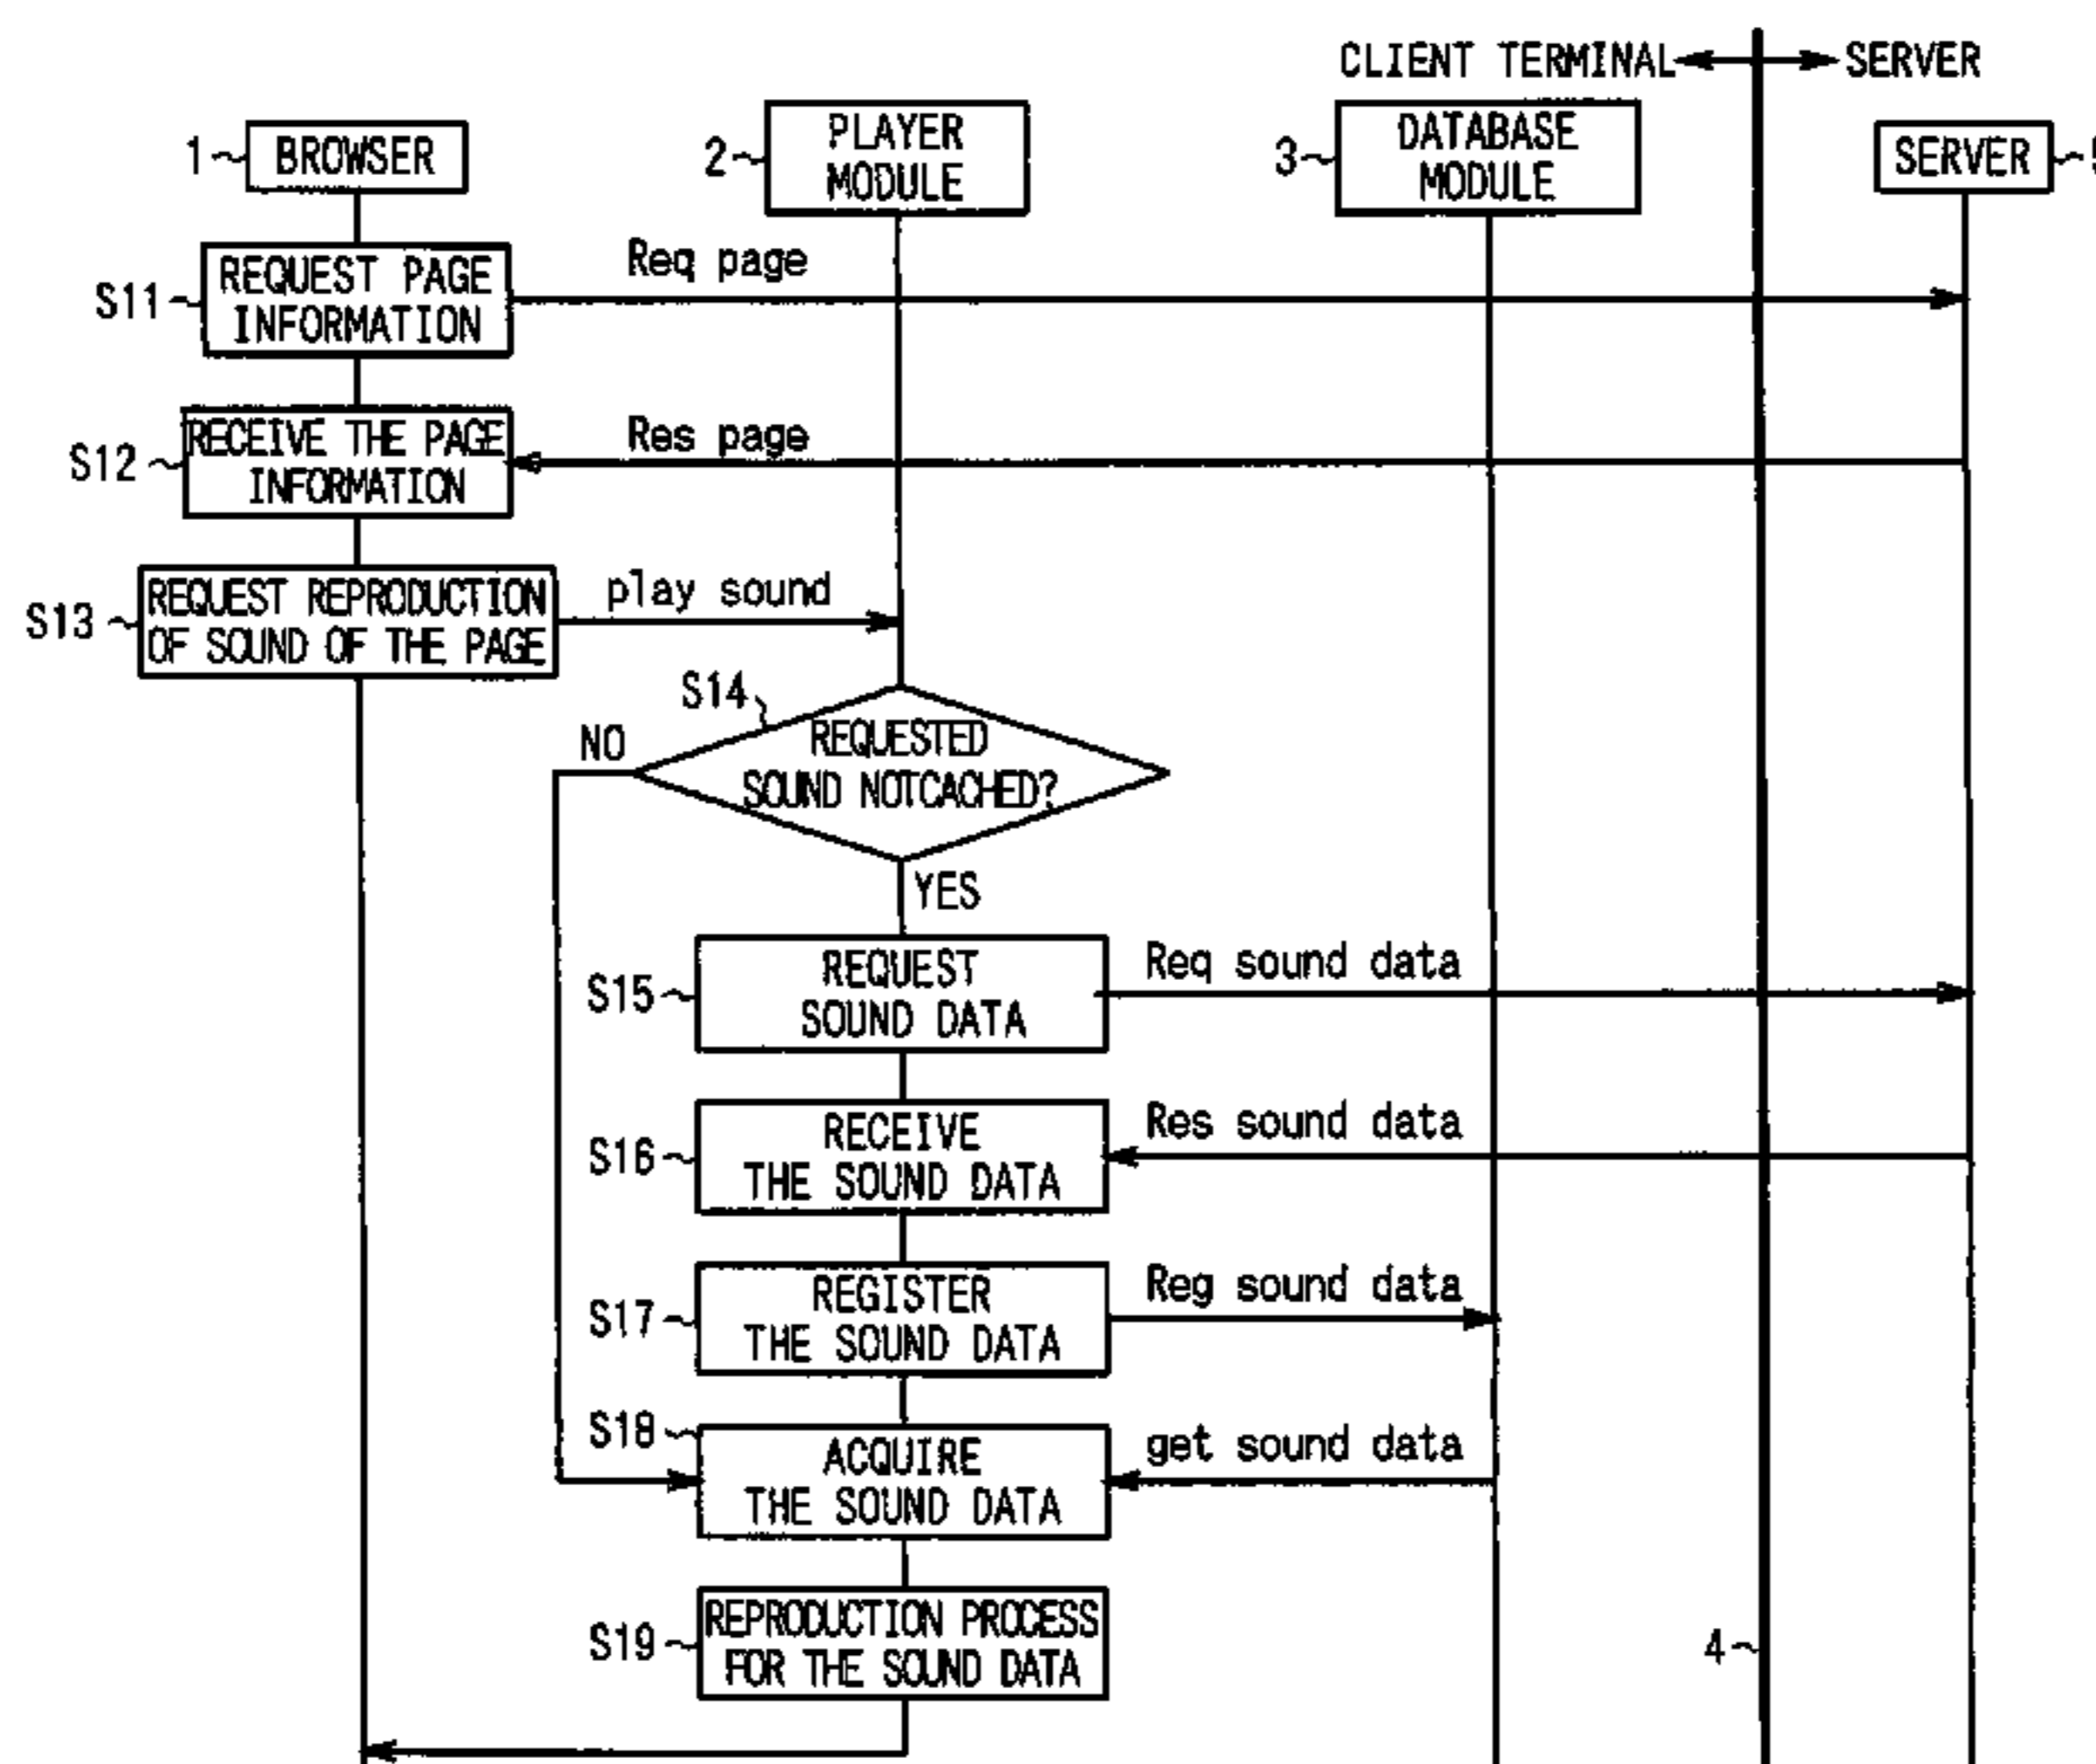 CLIENT TERMINAL SERVER
1 BROWSER
2 PLAYER
MODULE
3 DATABASE
MODULE
SERVER
S11 REQUEST PAGE
INFORMATION
Req page
S12 RECEIVE THE PAGE
INFORMATION
Res page
S13 REQUEST REPRODUCTION
OF SOUND OF THE PAGE
play sound
S14
REQUESTED
SOUND NOTCACHED?
NO
YES
S15 REQUEST
SOUND DATA
Req sound data
S16 RECEIVE
THE SOUND DATA
Res sound data
S17 REGISTER
THE SOUND DATA
Reg sound data
S18 ACQUIRE
THE SOUND DATA
get sound data
S19 REPRODUCTION PROCESS
FOR THE SOUND DATA
4